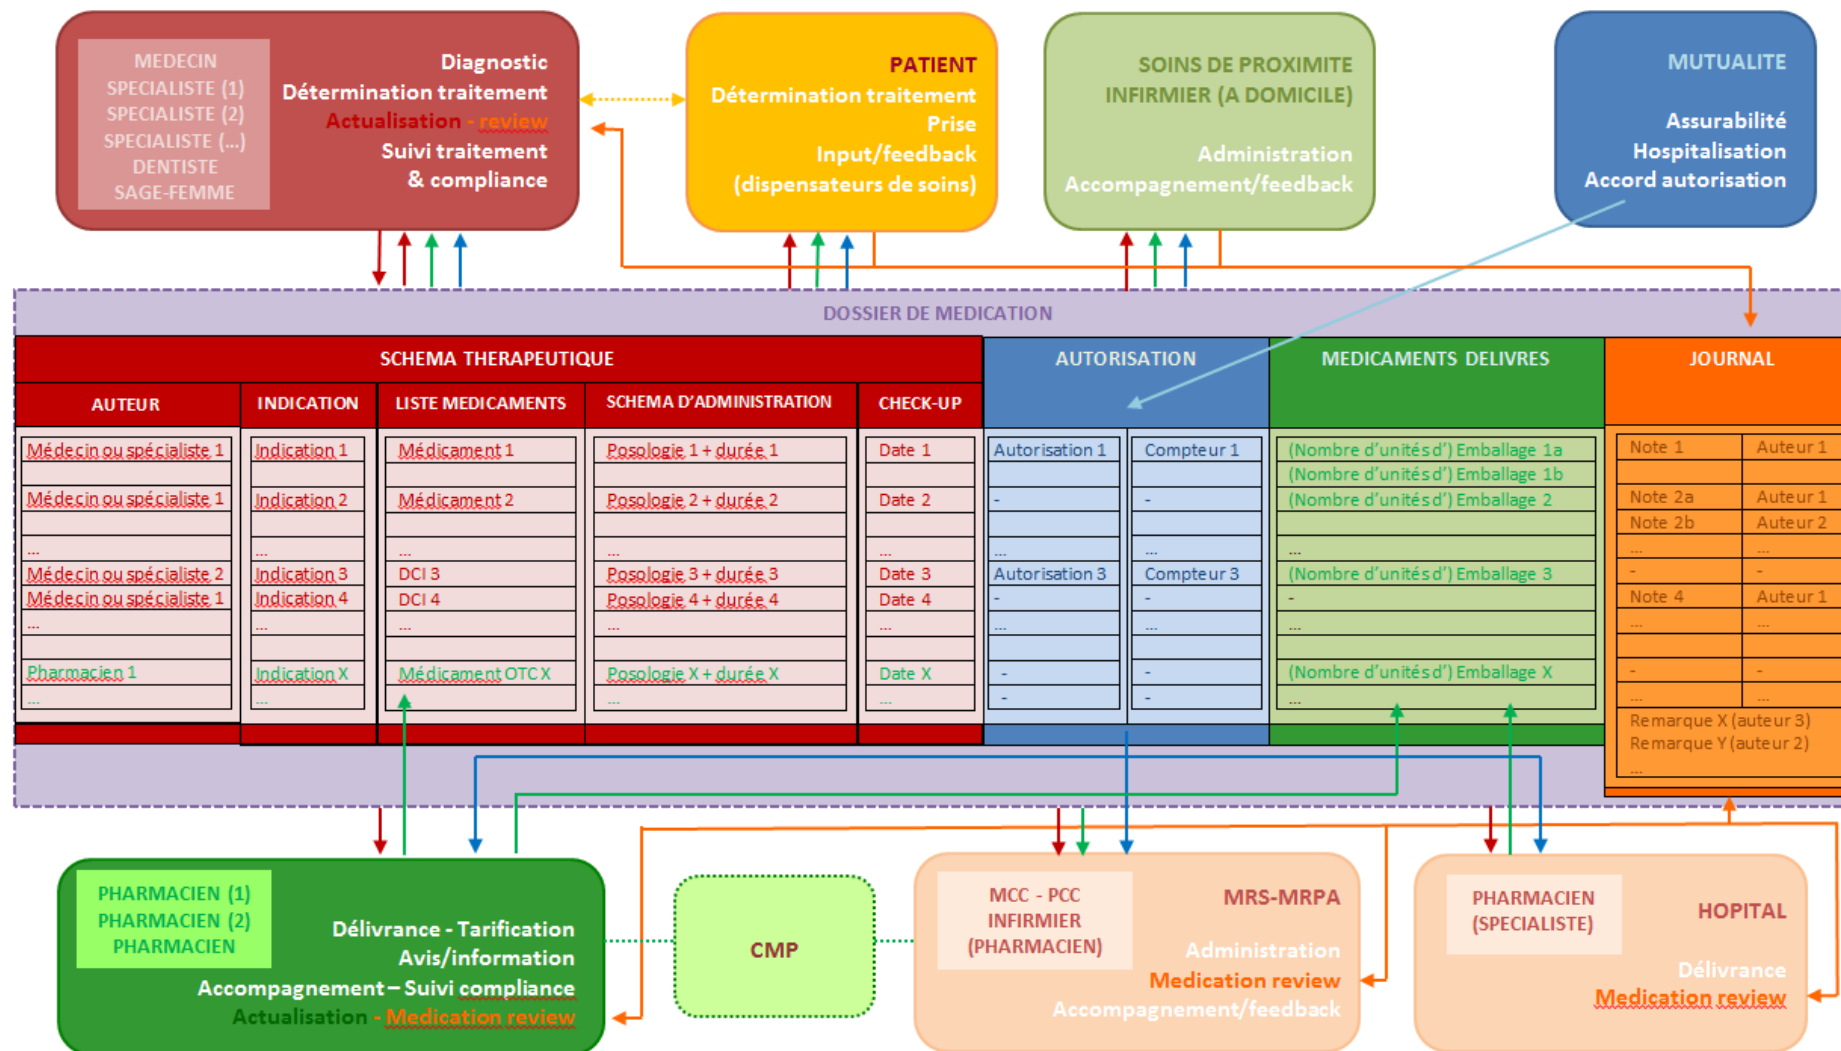 MEDECIN
SPECIALISTE (1)
SPECIALISTE (2)
SPECIALISTE (...)
DENTISTE
SAGE-FEMME
Diagnostic
Détermination traitement
Actualisation - review
Suivi traitement
& compliance
PATIENT
Détermination traitement
Prise
Input/feedback
(dispensateurs de soins)
SOINS DE PROXIMITE
INFIRMIER (A DOMICILE)
Administration
Accompagnement/feedback
MUTUALITE
Assurabilité
Hospitalisation
Accord autorisation
DOSSIER DE MEDICATION
SCHEMA THERAPEUTIQUE AUTORISATION MEDICAMENTS DELIVRES JOURNAL
AUTEUR INDICATION LISTE MEDICAMENTS SCHEMA D'ADMINISTRATION CHECK-UP
Médecin ou spécialiste 1 Indication 1 Médicament 1 Posologie 1 + durée 1 Date 1 Autorisation 1 Compteur 1 (Nombre d'unités d') Emballage 1a Note 1 Auteur 1
(Nombre d'unités d') Emballage 1b
Médecin ou spécialiste 1 Indication 2 Médicament 2 Posologie 2 + durée 2 Date 2 - - (Nombre d'unités d') Emballage 2 Note 2a Auteur 1
Note 2b Auteur 2
... ... ... ... ... ... ... ... ... ...
Médecin ou spécialiste 2 Indication 3 DCI 3 Posologie 3 + durée 3 Date 3 Autorisation 3 Compteur 3 (Nombre d'unités d') Emballage 3 - -
Médecin ou spécialiste 1 Indication 4 DCI 4 Posologie 4 + durée 4 Date 4 - - - Note 4 Auteur 1
... ... ... ... ... ... ... ... ... ...
Pharmacien 1 Indication X Médicament OTC X Posologie X + durée X Date X - - (Nombre d'unités d') Emballage X - -
... ... ... ... ... - - ... ... ...
Remarque X (auteur 3)
Remarque Y (auteur 2)
...
PHARMACIEN (1)
PHARMACIEN (2)
PHARMACIEN
Délivrance - Tarification
Avis/information
Accompagnement – Suivi compliance
Actualisation - Medication review
CMP
MCC - PCC
INFIRMIER
(PHARMACIEN)
MRS-MRPA
Administration
Medication review
Accompagnement/feedback
PHARMACIEN
(SPECIALISTE)
HOPITAL
Délivrance
Medication review